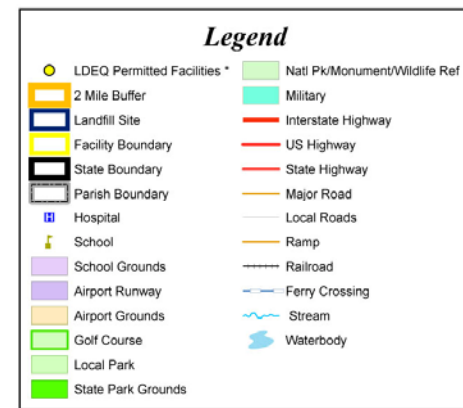 Legend
LDEQ Permitted Facilities *
2 Mile Buffer
Landfill Site
Facility Boundary
State Boundary
Parish Boundary
H Hospital
School
School Grounds
Airport Runway
Airport Grounds
Golf Course
Local Park
State Park Grounds
Natl Pk/Monument/Wildlife Ref
Military
Interstate Highway
US Highway
State Highway
Major Road
Local Roads
Ramp
Railroad
Ferry Crossing
Stream
Waterbody